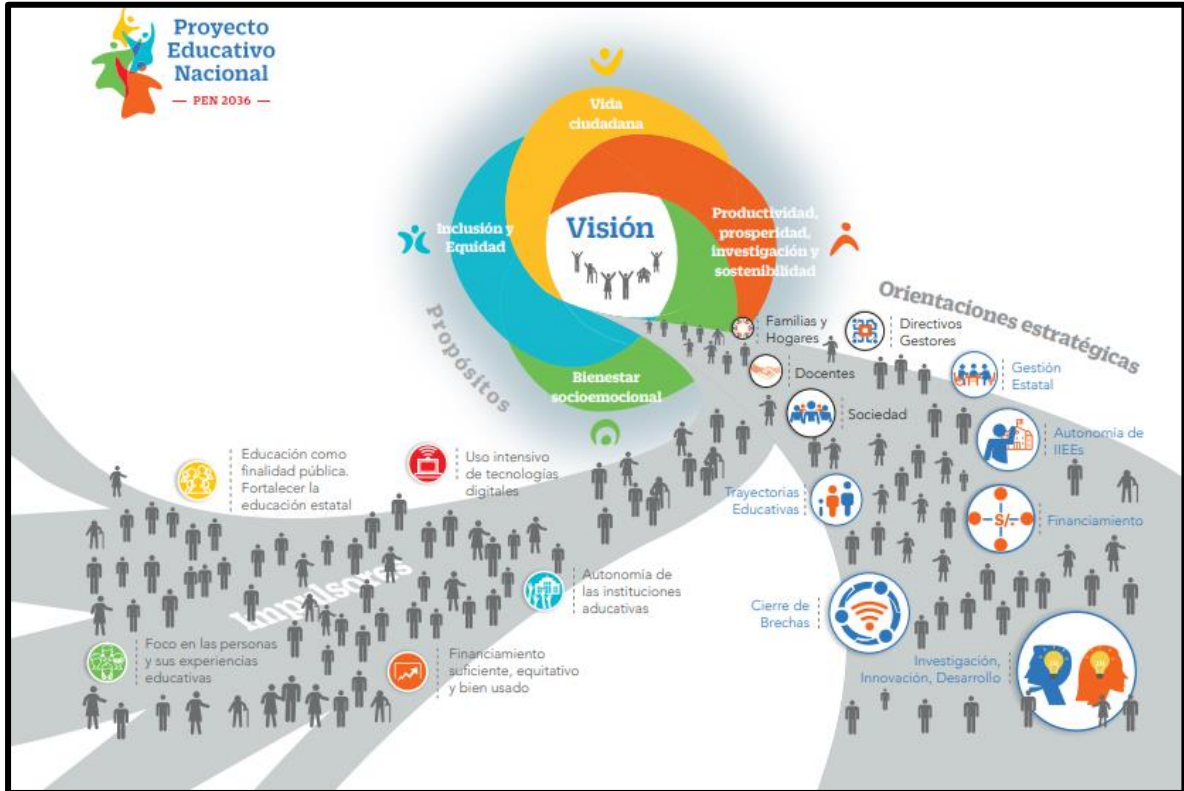 Proyecto
Educativo
Nacional
— PEN 2036 —
Vida
ciudadana
Inclusión y
Equidad
Visión
Productividad,
prosperidad,
investigación y
sostenibilidad
Bienestar
socioemocional
Propósitos
Orientaciones estratégicas
Familias y
Hogares
Directivos
Gestores
Docentes
Gestión
Estatal
Sociedad
Autonomía de
IIEEs
Trayectorias
Educativas
S/.
Financiamiento
Cierre de
Brechas
Investigación,
Innovación, Desarrollo
Educación como
finalidad pública.
Fortalecer la
educación estatal
Uso intensivo
de tecnologías
digitales
Impulsores
Autonomía de
las instituciones
aducativas
Foco en las personas
y sus experiencias
educativas
Financiamiento
suficiente, equitativo
y bien usado